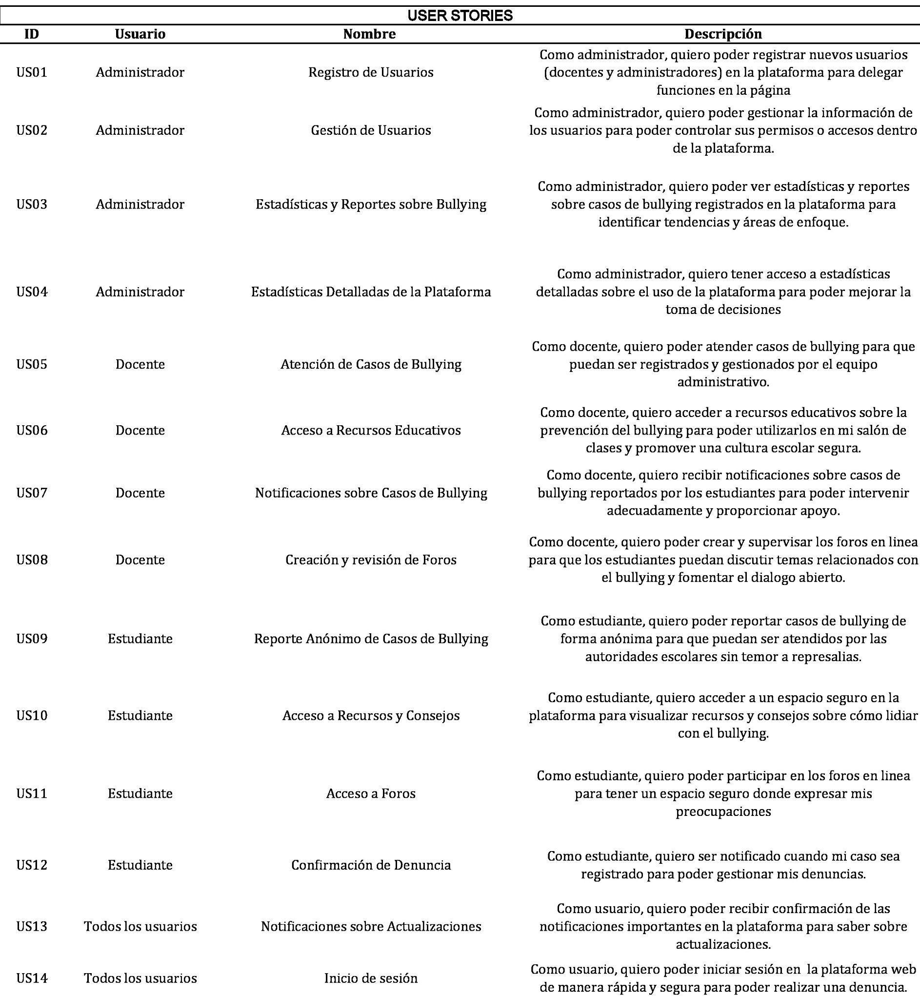 USER STORIES
ID Usuario Nombre Descripción
Como administrador, quiero poder registrar nuevos usuarios
US01 Administrador Registro de Usuarios (docentes y administradores) en la plataforma para delegar
funciones en la página
Como administrador, quiero poder gestionar la información de
US02 Administrador Gestión de Usuarios los usuarios para poder controlar sus permisos o accesos dentro
de la plataforma.
Como administrador, quiero poder ver estadísticas y reportes
US03 Administrador Estadísticas y Reportes sobre Bullying sobre casos de bullying registrados en la plataforma para
identificar tendencias y áreas de enfoque.
Como administrador, quiero tener acceso a estadísticas
US04 Administrador Estadísticas Detalladas de la Plataforma detalladas sobre el uso de la plataforma para poder mejorar la
toma de decisiones
Como docente, quiero poder atender casos de bullying para que
US05 Docente Atención de Casos de Bullying puedan ser registrados y gestionados por el equipo
administrativo.
Como docente, quiero acceder a recursos educativos sobre la
US06 Docente Acceso a Recursos Educativos prevención del bullying para poder utilizarlos en mi salón de
clases y promover una cultura escolar segura.
Como docente, quiero recibir notificaciones sobre casos de
US07 Docente Notificaciones sobre Casos de Bullying bullying reportados por los estudiantes para poder intervenir
adecuadamente y proporcionar apoyo.
Como docente, quiero poder crear y supervisar los foros en linea
US08 Docente Creación y revisión de Foros para que los estudiantes puedan discutir temas relacionados con
el bullying y fomentar el dialogo abierto.
Como estudiante, quiero poder reportar casos de bullying de
US09 Estudiante Reporte Anónimo de Casos de Bullying forma anónima para que puedan ser atendidos por las
autoridades escolares sin temor a represalias.
Como estudiante, quiero acceder a un espacio seguro en la
US10 Estudiante Acceso a Recursos y Consejos plataforma para visualizar recursos y consejos sobre cómo lidiar
con el bullying.
Como estudiante, quiero poder participar en los foros en linea
US11 Estudiante Acceso a Foros para tener un espacio seguro donde expresar mis
preocupaciones
Como estudiante, quiero ser notificado cuando mi caso sea
US12 Estudiante Confirmación de Denuncia registrado para poder gestionar mis denuncias.
Como usuario, quiero poder recibir confirmación de las
US13 Todos los usuarios Notificaciones sobre Actualizaciones notificaciones importantes en la plataforma para saber sobre
actualizaciones.
Como usuario, quiero poder iniciar sesión en la plataforma web
US14 Todos los usuarios Inicio de sesión de manera rápida y segura para poder realizar una denuncia.